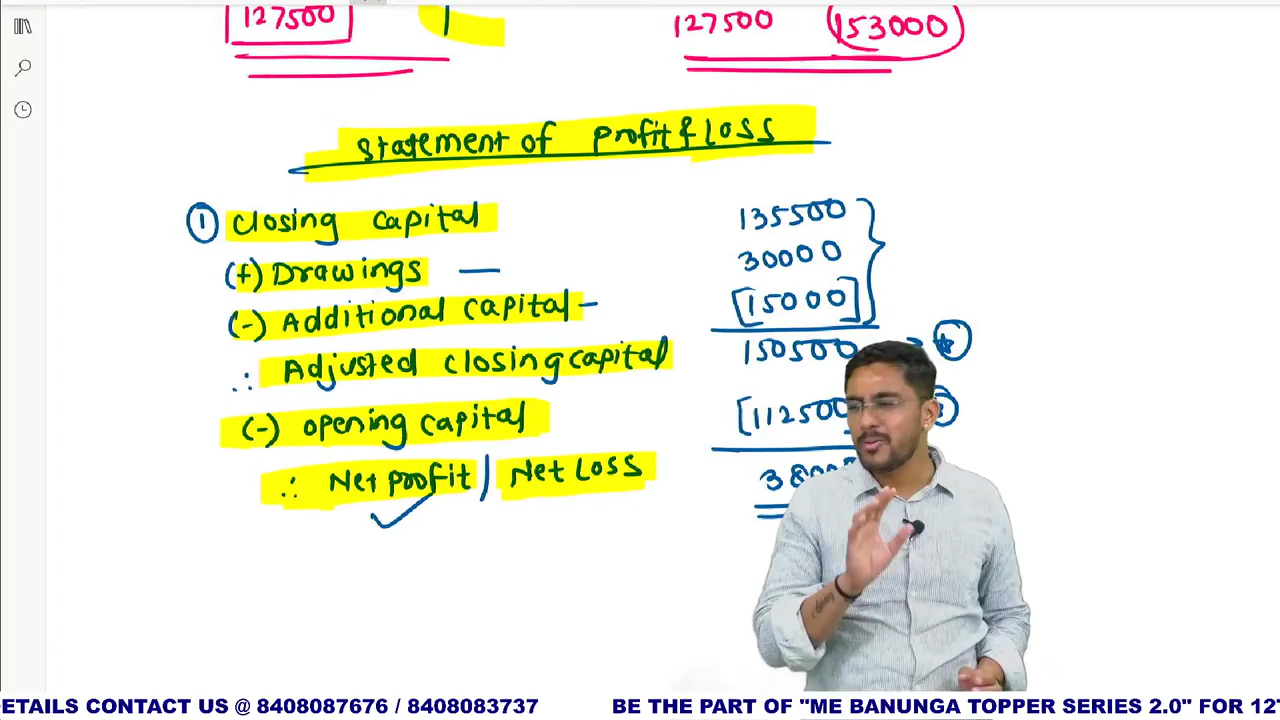 127500 127500 153000
Statement of profit & Loss
① Closing Capital 135500
(+) Drawings — 30000
(-) Additional capital - [15000]
∴ Adjusted closing capital 150500
(-) opening capital [112500
∴ Net profit / Net Loss
ETAILS CONTACT US @ 8408087676 / 8408083737 BE THE PART OF "ME BANUNGA TOPPER SERIES 2.0" FOR 12